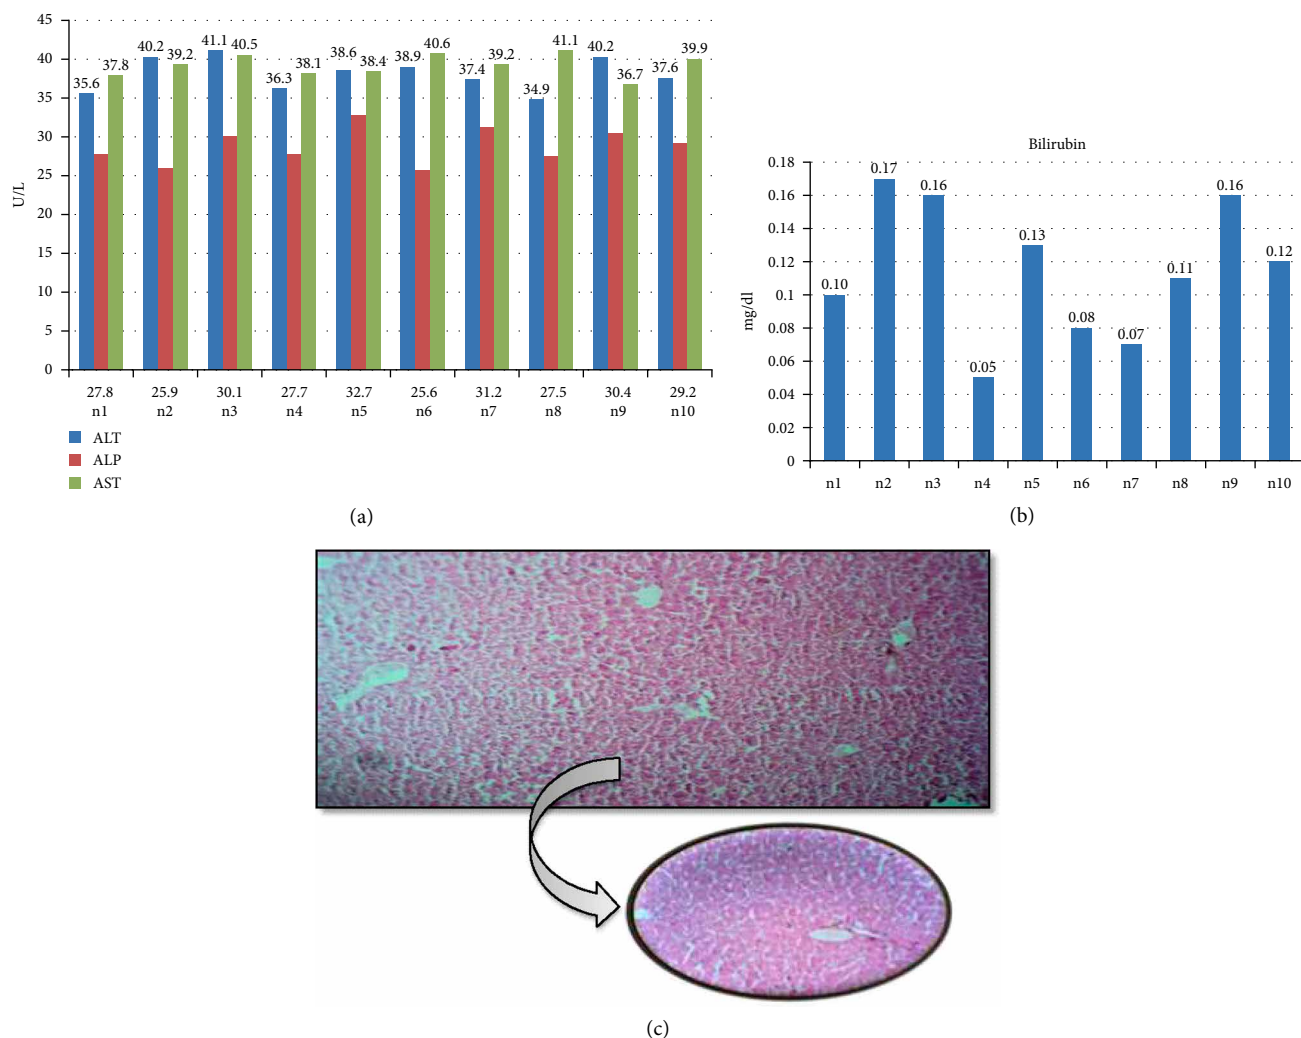 45
40
35
30
25
20
15
10
5
0
U/L
35.6 37.8 40.2 39.2 41.1 40.5 36.3 38.1 38.6 38.4 38.9 40.6 37.4 39.2 34.9 41.1 40.2 36.7 37.6 39.9
27.8 25.9 30.1 27.7 32.7 25.6 31.2 27.5 30.4 29.2
n1 n2 n3 n4 n5 n6 n7 n8 n9 n10
ALT
ALP
AST
(a)
Bilirubin
0.18
0.16
0.14
0.12
0.1
0.08
0.06
0.04
0.02
0
mg/dl
0.10 0.17 0.16 0.05 0.13 0.08 0.07 0.11 0.16 0.12
n1 n2 n3 n4 n5 n6 n7 n8 n9 n10
(b)
(c)